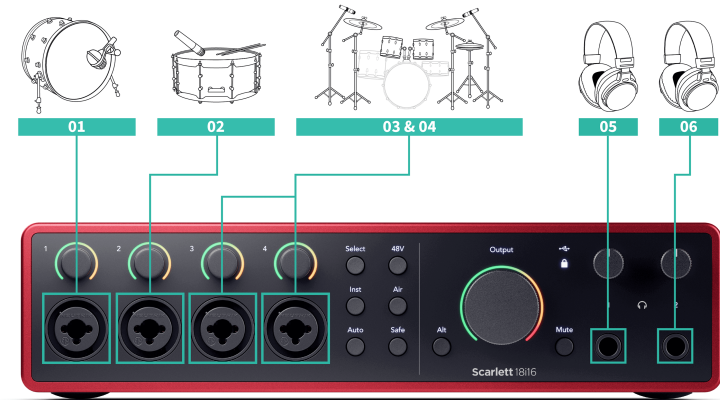 01
02
03 & 04
05
06
1
2
3
4
Select
48V
Inst
Air
Auto
Safe
Output
Alt
Mute
2
Scarlett 18i16